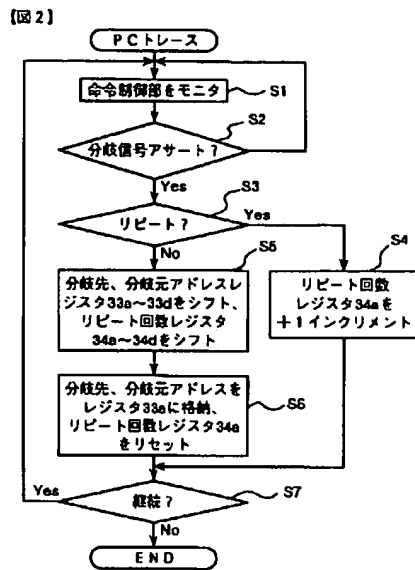 【図2】
PCトレース
命令制御部をモニタ
S1
S2
分岐信号アサート?
Yes
S3
リピート?
Yes
No
S5
S4
分岐先、分岐元アドレスレ
ジスタ33a~33dをシフト、
リピート回数レジスタ
34a~34dをシフト
リピート回数
レジスタ34aを
+1インクリメント
分岐先、分岐元アドレスを
レジスタ33aに格納、
リピート回数レジスタ34a
をリセット
S6
Yes
継続?
S7
No
END